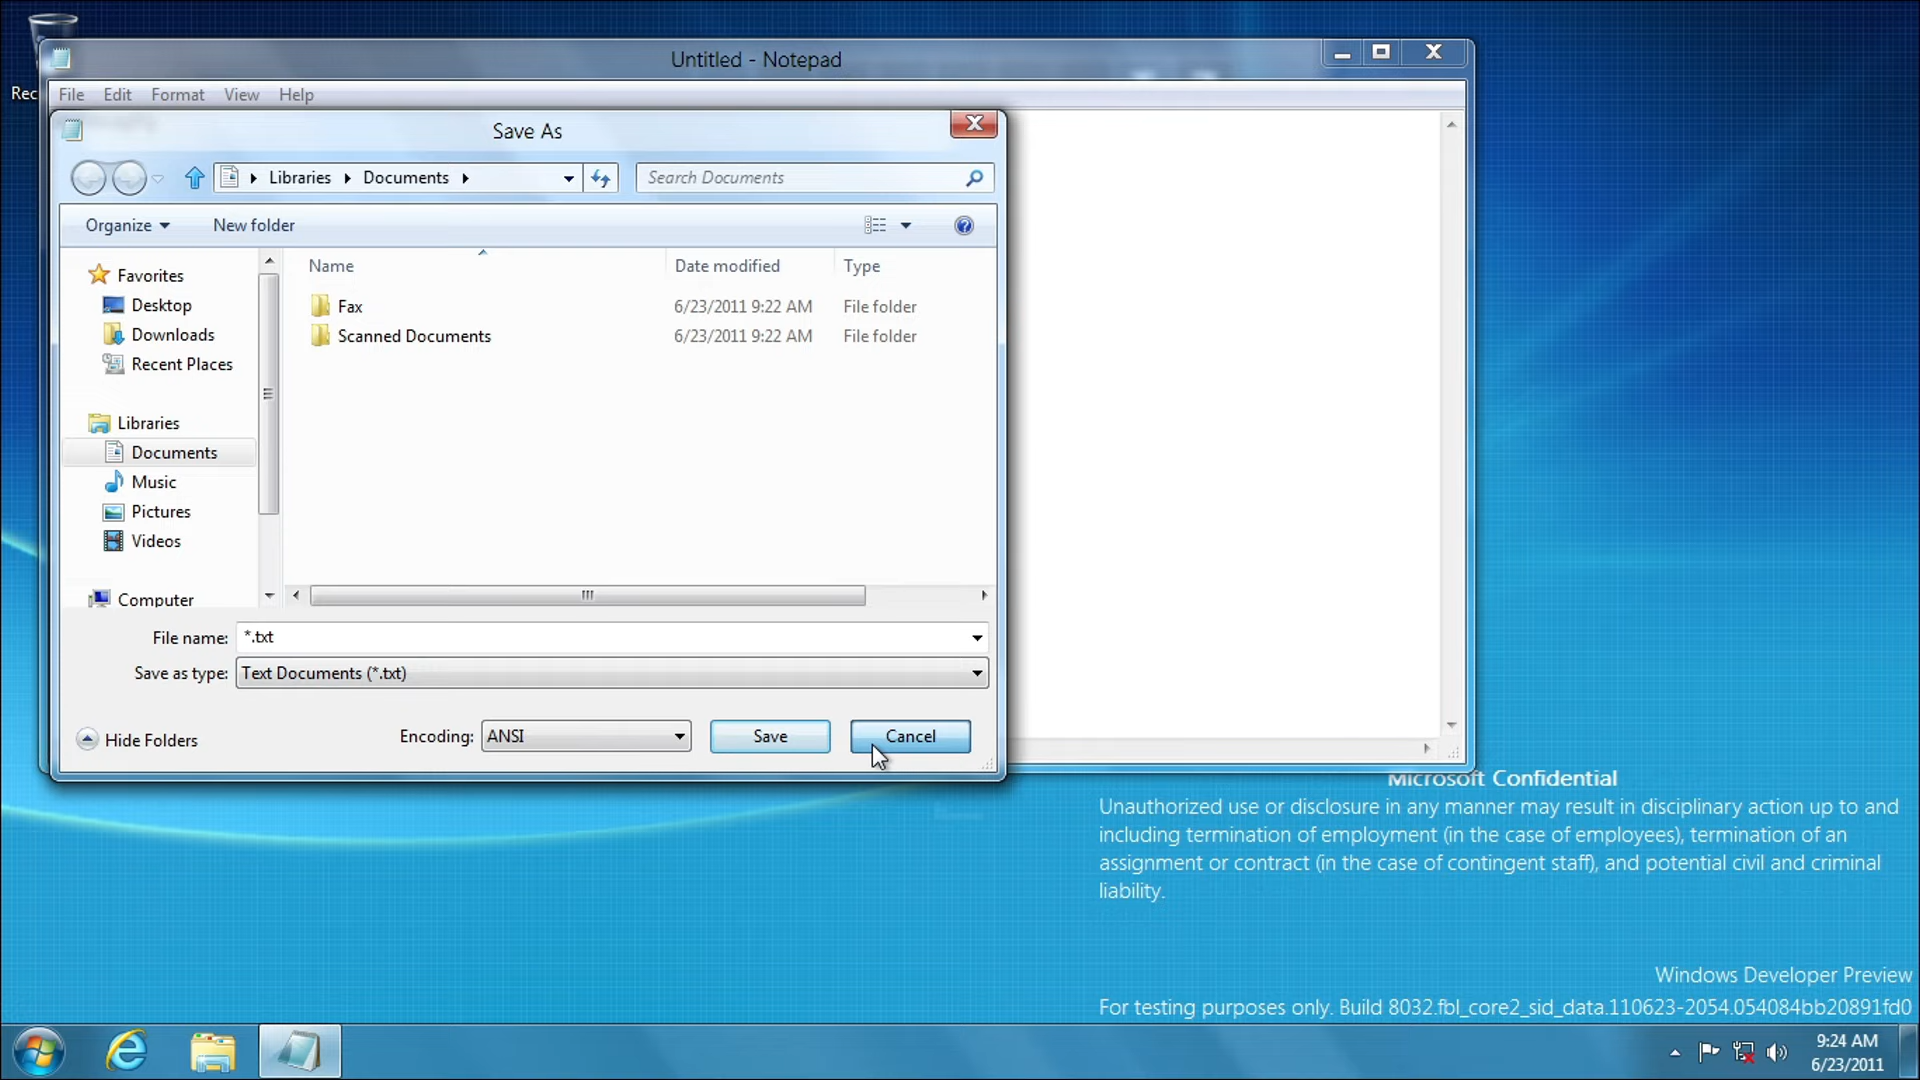 Rec
Untitled - Notepad
File Edit Format View Help
Save As
Libraries Documents
Search Documents
Organize New folder
Name Date modified Type
Favorites
Desktop
Downloads
Recent Places
Libraries
Documents
Music
Pictures
Videos
Computer
Fax 6/23/2011 9:22 AM File folder
Scanned Documents 6/23/2011 9:22 AM File folder
File name: *.txt
Save as type: Text Documents (*.txt)
Hide Folders Encoding: ANSI Save Cancel
Microsoft Confidential
Unauthorized use or disclosure in any manner may result in disciplinary action up to and
including termination of employment (in the case of employees), termination of an
assignment or contract (in the case of contingent staff), and potential civil and criminal
liability.
Windows Developer Preview
For testing purposes only. Build 8032.fbl_core2_sid_data.110623-2054.054084bb20891fd0
9:24 AM
6/23/2011